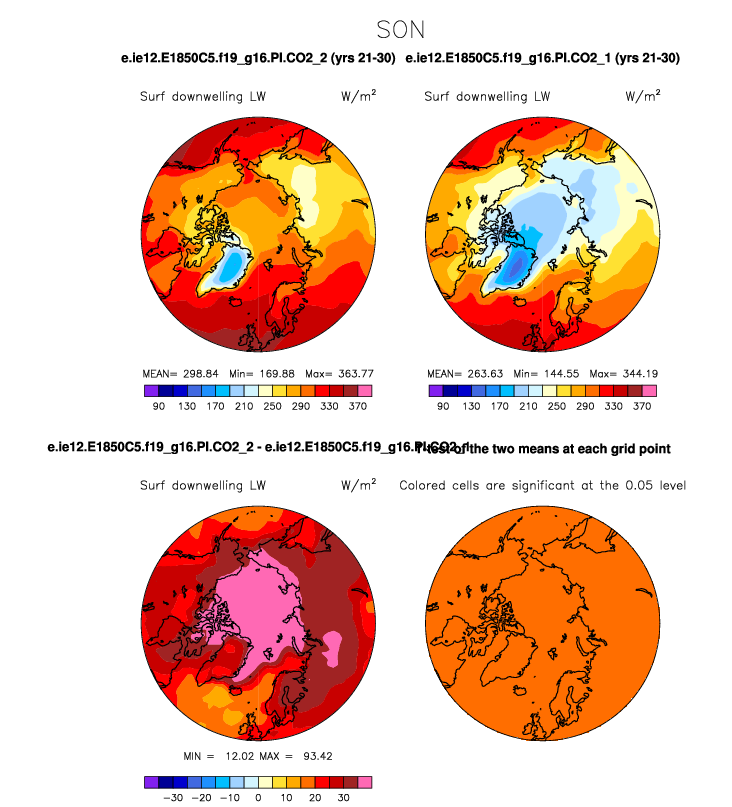 SON
e.ie12.E1850C5.f19_g16.PI.CO2_2 (yrs 21-30) e.ie12.E1850C5.f19_g16.PI.CO2_1 (yrs 21-30)
Surf downwelling LW W/m² Surf downwelling LW W/m²
MEAN= 298.84 Min= 169.88 Max= 363.77 MEAN= 263.63 Min= 144.55 Max= 344.19
90 130 170 210 250 290 330 370 90 130 170 210 250 290 330 370
e.ie12.E1850C5.f19_g16.PI.CO2_2 - e.ie12.E1850C5.f19_g16.PI.CO2_1 T-test of the two means at each grid point
Surf downwelling LW W/m² Colored cells are significant at the 0.05 level
MIN = 12.02 MAX = 93.42
-30 -20 -10 0 10 20 30